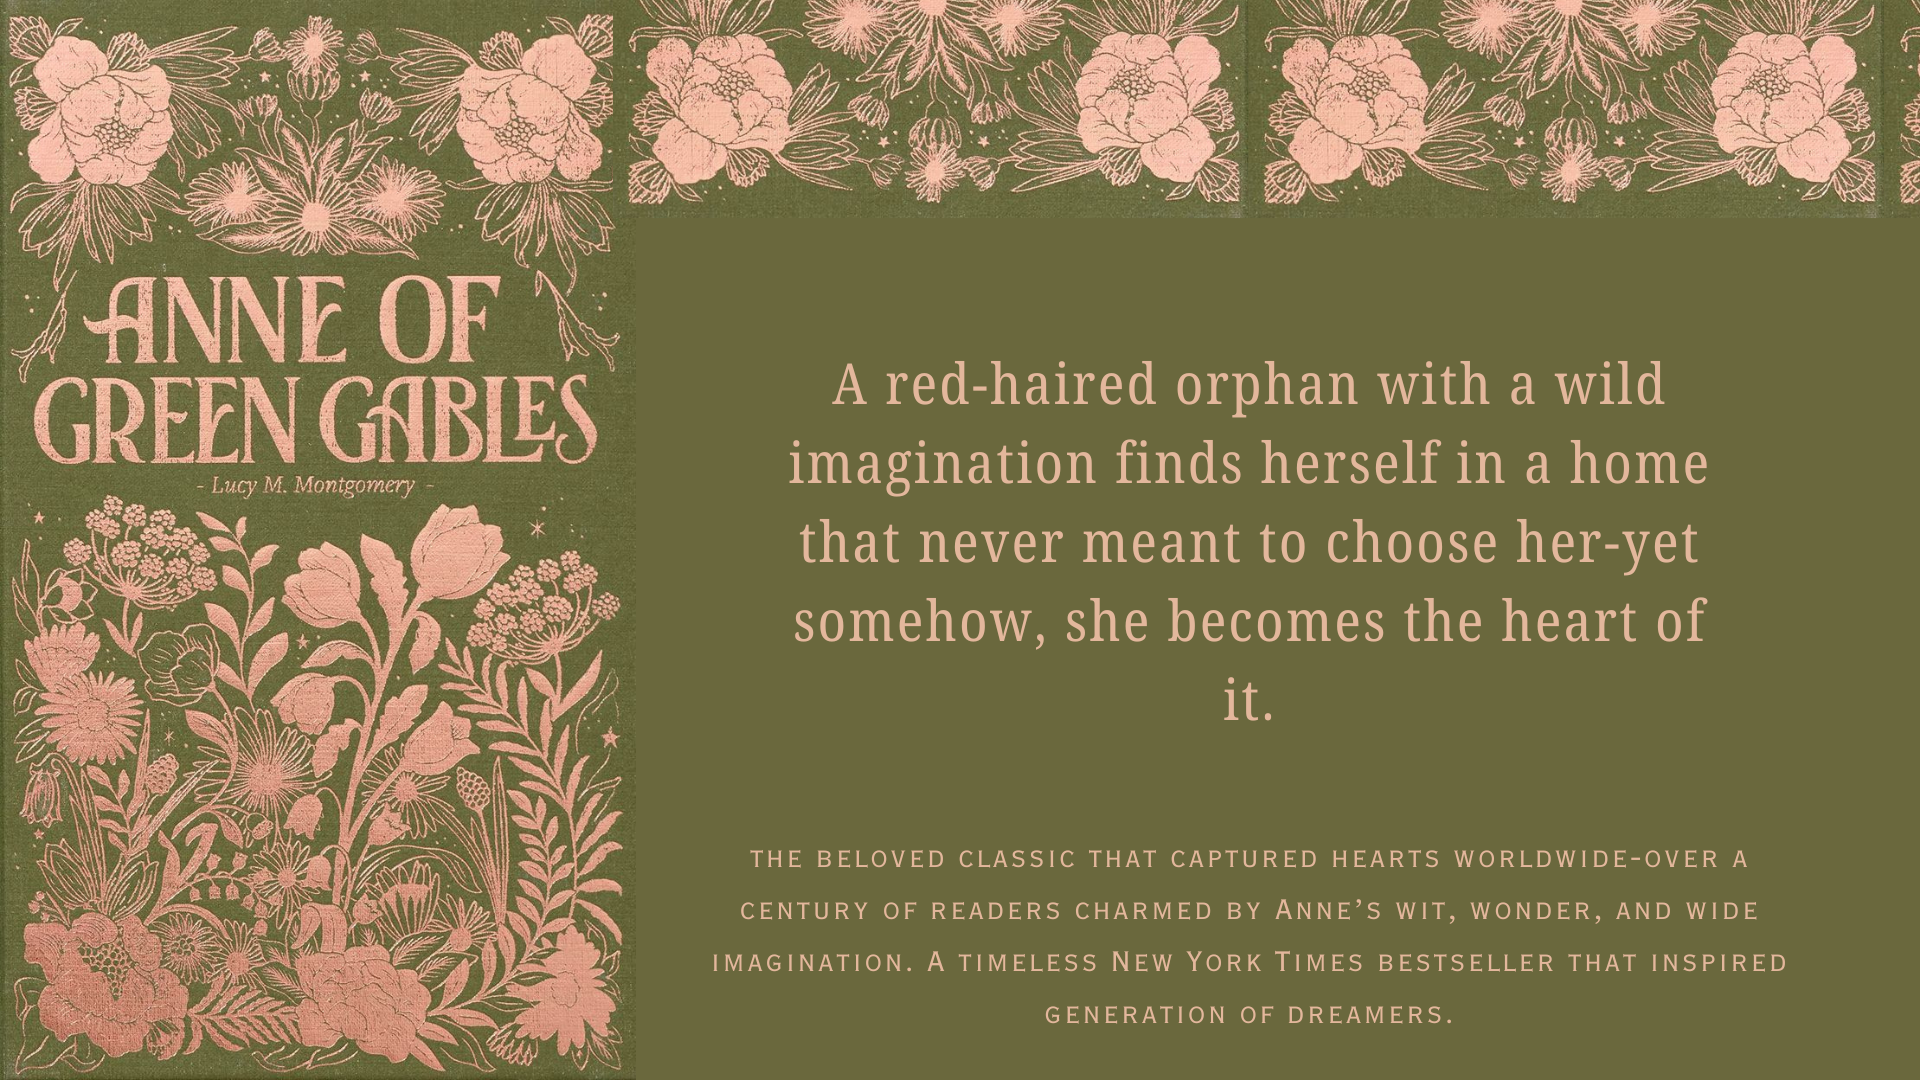 ANNE OF
GREEN GABLES
- Lucy M. Montgomery -
A red-haired orphan with a wild
imagination finds herself in a home
that never meant to choose her-yet
somehow, she becomes the heart of
it.
the beloved classic that captured hearts worldwide-over a
century of readers charmed by Anne's wit, wonder, and wide
imagination. A timeless New York Times bestseller that inspired
generation of dreamers.